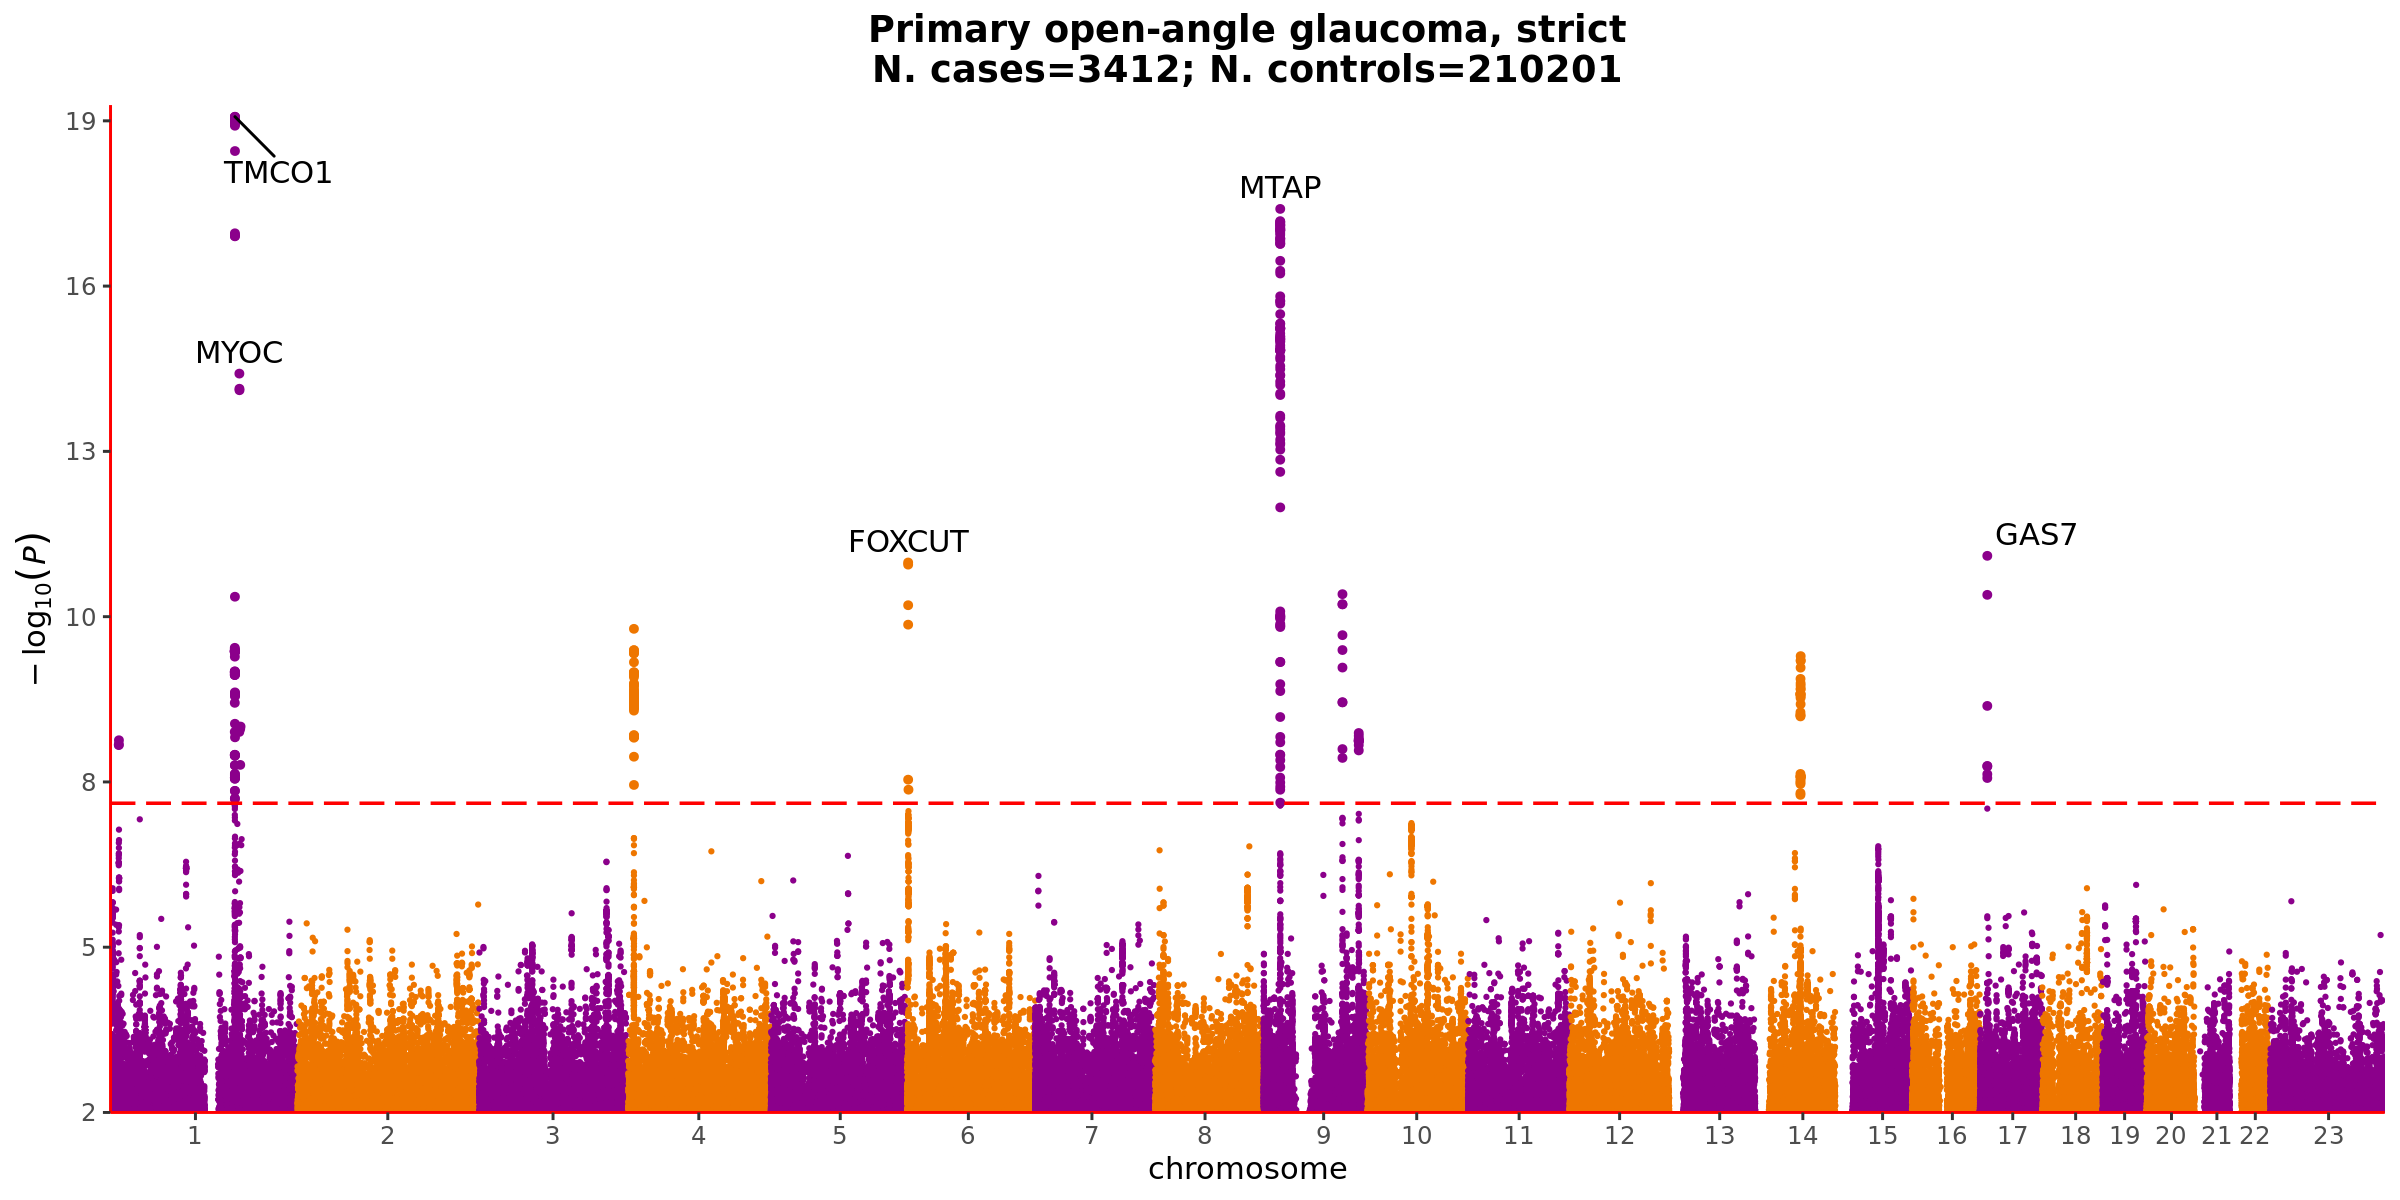 Primary open-angle glaucoma, strict
N. cases=3412; N. controls=210201
19
16
13
10
8
5
2
−log₁₀(P)
TMCO1
MYOC
FOXCUT
MTAP
GAS7
1 2 3 4 5 6 7 8 9 10 11 12 13 14 15 16 17 18 19 20 21 22 23
chromosome